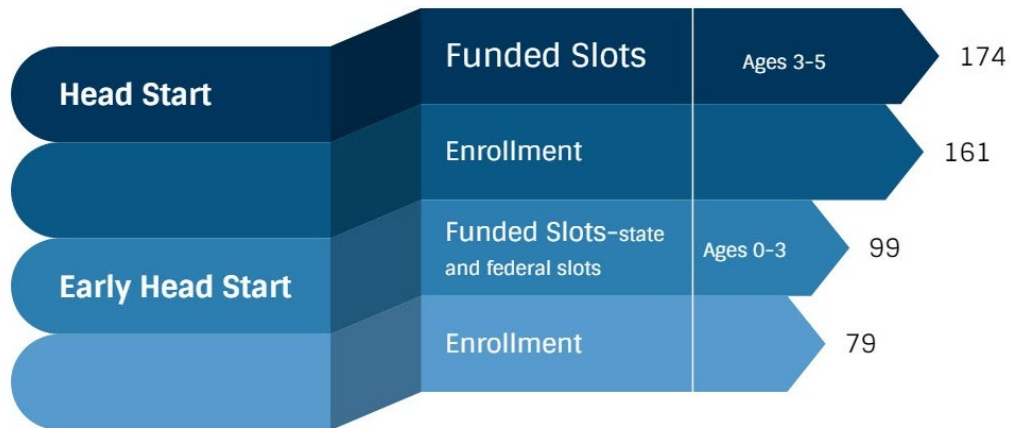 Head Start
Funded Slots
Ages 3-5
174
Enrollment
161
Early Head Start
Funded Slots-state
and federal slots
Ages 0-3
99
Enrollment
79